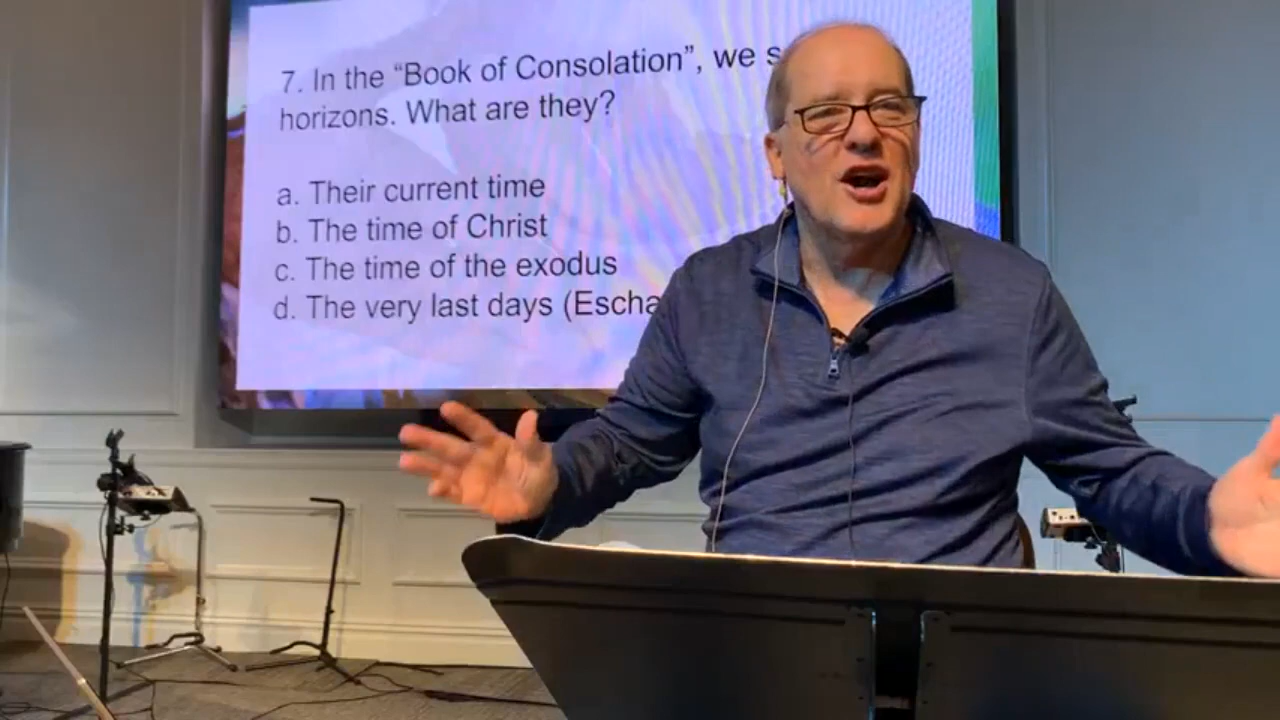 7. In the “Book of Consolation”, we
horizons. What are they?
a. Their current time
b. The time of Christ
c. The time of the exodus
d. The very last days